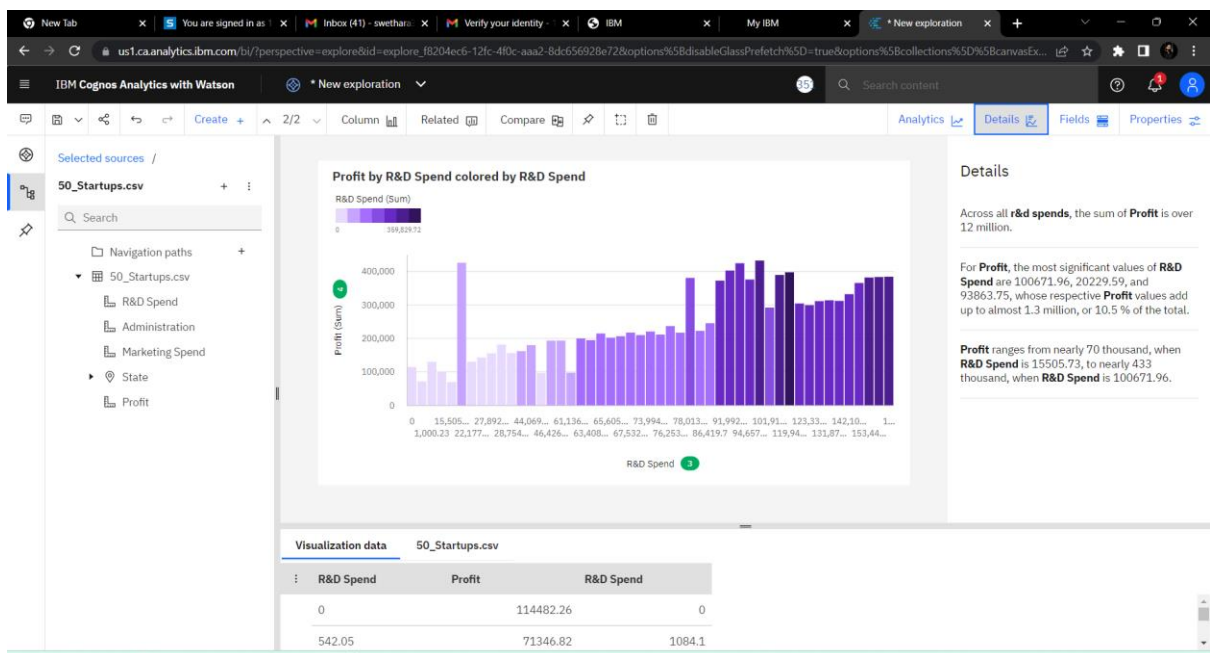 New Tab
You are signed in as 1
Inbox (41) - swethara
Verify your identity -
IBM
My IBM
* New exploration
us1.ca.analytics.ibm.com/bi/?perspective=explore&id=explore_f8204ec6-12fc-4f0c-aaa2-8dc656928e72&options%5BdisableGlassPrefetch%5D=true&options%5Bcollections%5D%5BcanvasEx...
IBM Cognos Analytics with Watson
* New exploration
35
Search content
1
Create +
2/2
Column
Related
Compare
Analytics
Details
Fields
Properties
Selected sources /
50_Startups.csv
Search
Navigation paths
50_Startups.csv
R&D Spend
Administration
Marketing Spend
State
Profit
Profit by R&D Spend colored by R&D Spend
R&D Spend (Sum)
0 359,829.72
Profit (Sum)
400,000
300,000
200,000
100,000
0
0 15,505... 27,892... 44,069... 61,136... 65,605... 73,994... 78,013... 91,992... 101,91... 123,33... 142,10... 1...
1,000.23 22,177... 28,754... 46,426... 63,408... 67,532... 76,253... 86,419.7 94,657... 119,94... 131,87... 153,44...
R&D Spend 3
Details
Across all r&d spends, the sum of Profit is over
12 million.
For Profit, the most significant values of R&D
Spend are 100671.96, 20229.59, and
93863.75, whose respective Profit values add
up to almost 1.3 million, or 10.5 % of the total.
Profit ranges from nearly 70 thousand, when
R&D Spend is 15505.73, to nearly 433
thousand, when R&D Spend is 100671.96.
Visualization data
50_Startups.csv
R&D Spend Profit R&D Spend
0 114482.26 0
542.05 71346.82 1084.1